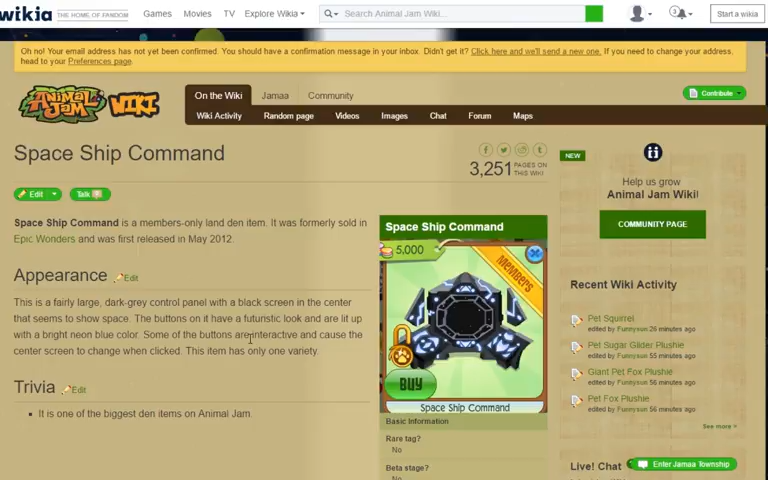 wikia THE HOME OF FANDOM Games Movies TV Explore Wikia Search Animal Jam Wiki... 3 Start a wikia
Oh no! Your email address has not yet been confirmed. You should have a confirmation message in your inbox. Didn't get it? Click here and we'll send a new one. If you need to change your address,
head to your Preferences page.
ANIMAL JAM WIKI
On the Wiki Jamaa Community
Contribute
Wiki Activity Random page Videos Images Chat Forum Maps
Space Ship Command
3,251 PAGES ON THIS WIKI
Edit Talk
Space Ship Command is a members-only land den item. It was formerly sold in
Epic Wonders and was first released in May 2012.
Appearance Edit
This is a fairly large, dark-grey control panel with a black screen in the center
that seems to show space. The buttons on it have a futuristic look and are lit up
with a bright neon blue color. Some of the buttons are interactive and cause the
center screen to change when clicked. This item has only one variety.
Trivia Edit
It is one of the biggest den items on Animal Jam.
Space Ship Command
5,000
MEMBERS
BUY
Space Ship Command
Basic information
Rare tag?
No
Beta stage?
No
NEW
Help us grow
Animal Jam Wiki!
COMMUNITY PAGE
Recent Wiki Activity
Pet Squirrel
edited by Funnysun 26 minutes ago
Pet Sugar Glider Plushie
edited by Funnysun 55 minutes ago
Giant Pet Fox Plushie
edited by Funnysun 56 minutes ago
Pet Fox Plushie
edited by Funnysun 56 minutes ago
See more >
Live! Chat
Enter Jamaa Township